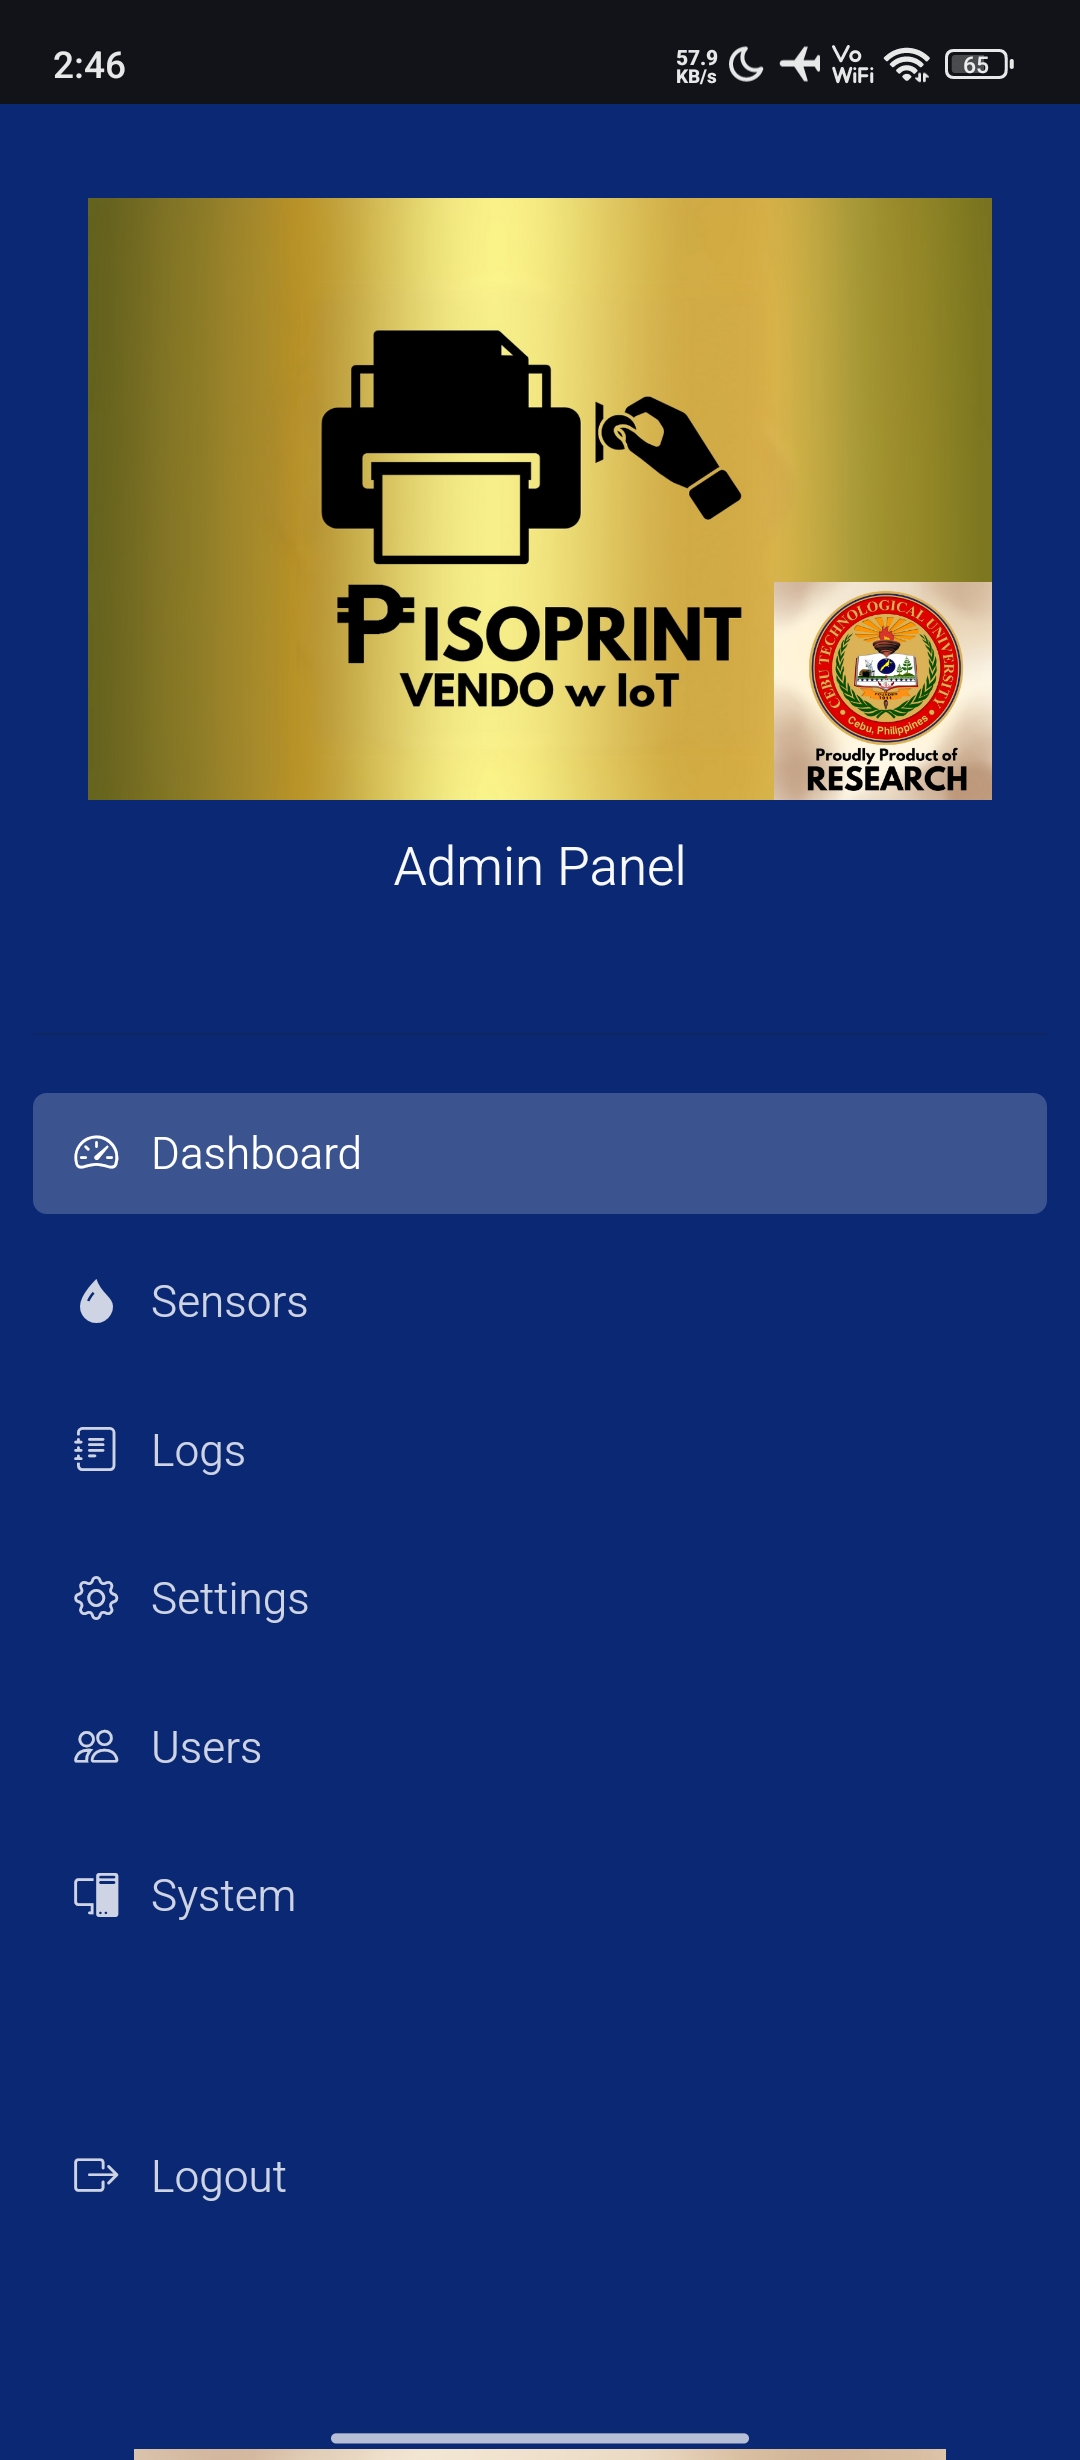 2:46
57.9
KB/s
Vo
WiFi
65
₱ISOPRINT
VENDO w IoT
CEBU TECHNOLOGICAL UNIVERSITY
Cebu, Philippines
Proudly Product of
RESEARCH
Admin Panel
Dashboard
Sensors
Logs
Settings
Users
System
Logout